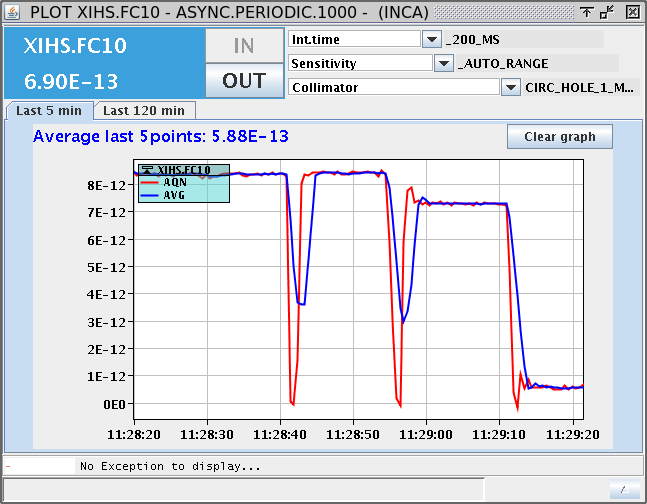 PLOT XIHS.FC10 - ASYNC.PERIODIC.1000 - (INCA)
XIHS.FC10
6.90E-13
IN
OUT
Int.time
_200_MS
Sensitivity
_AUTO_RANGE
Collimator
CIRC_HOLE_1_M...
Last 5 min
Last 120 min
Average last 5points: 5.88E-13
Clear graph
XIHS.FC10
AQN
AVG
8E-12
7E-12
6E-12
5E-12
4E-12
3E-12
2E-12
1E-12
0E0
11:28:20
11:28:30
11:28:40
11:28:50
11:29:00
11:29:10
11:29:20
-
No Exception to display...